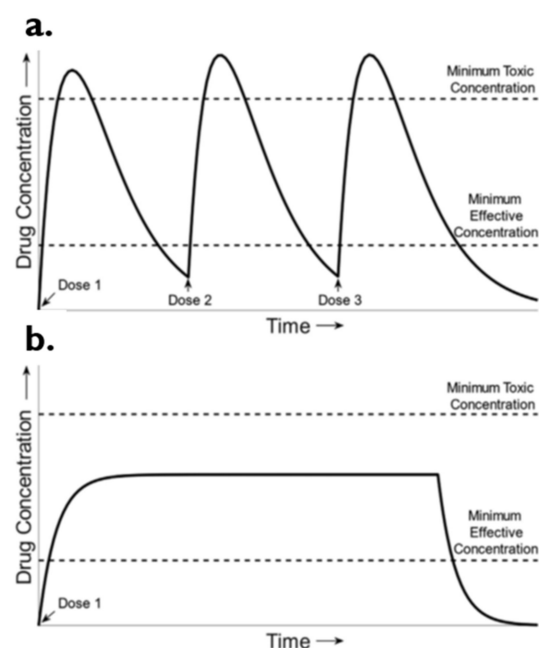 a.
Drug Concentration
Minimum Toxic
Concentration
Minimum
Effective
Concentration
Dose 1
Dose 2
Dose 3
Time
b.
Drug Concentration
Minimum Toxic
Concentration
Minimum
Effective
Concentration
Dose 1
Time